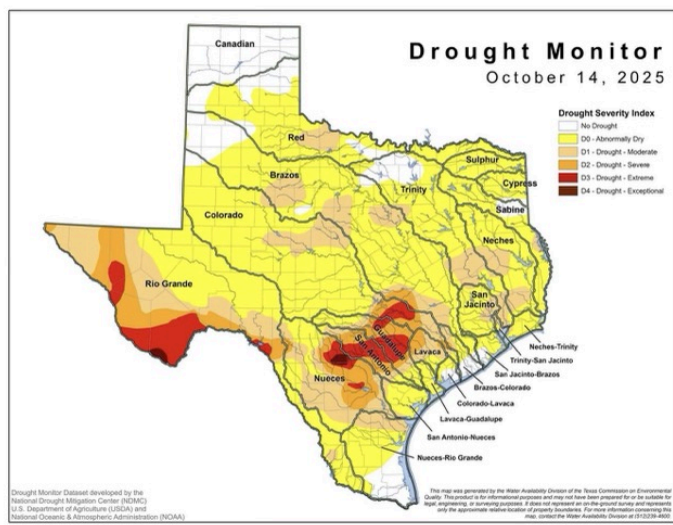 Drought Monitor
October 14, 2025
Drought Severity Index
No Drought
D0 - Abnormally Dry
D1 - Drought - Moderate
D2 - Drought - Severe
D3 - Drought - Extreme
D4 - Drought - Exceptional
Canadian
Red
Sulphur
Cypress
Brazos
Trinity
Sabine
Colorado
Neches
Rio Grande
San
Jacinto
Guadalupe
San Antonio
Lavaca
Nueces
Neches-Trinity
Trinity-San Jacinto
San Jacinto-Brazos
Brazos-Colorado
Colorado-Lavaca
Lavaca-Guadalupe
San Antonio-Nueces
Nueces-Rio Grande
Drought Monitor Dataset developed by the
National Drought Mitigation Center (NDMC)
U.S. Department of Agriculture (USDA) and
National Oceanic & Atmospheric Administration (NOAA)
This map was generated by the Water Availability Division of the Texas Commission on Environmental
Quality. This product is for informational purposes and may not have been prepared for or be suitable for
legal, engineering, or surveying purposes. It does not represent an on-the-ground survey and represents
only the approximate relative location of property boundaries. For more information concerning this
map, contact the Water Availability Division at (512)239-4600.